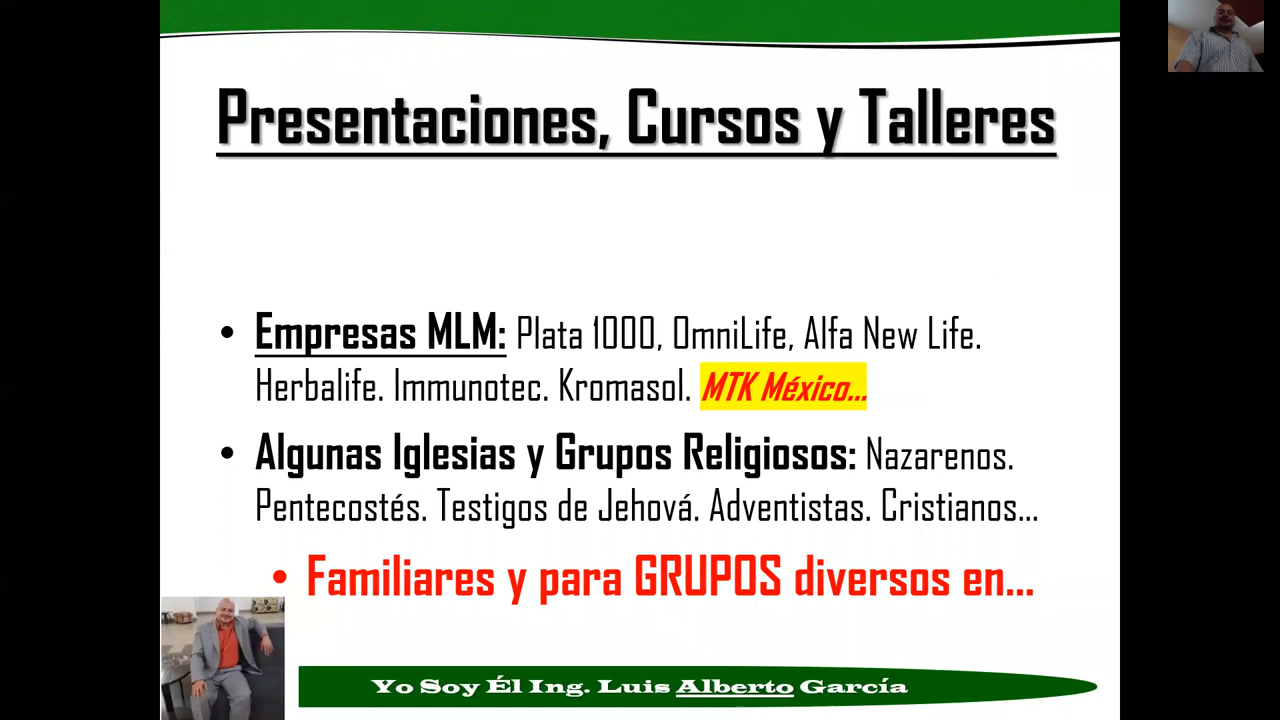 Presentaciones, Cursos y Talleres
• Empresas MLM: Plata 1000, OmniLife, Alfa New Life.
Herbalife. Immunotec. Kromasol. MTK México...
• Algunas Iglesias y Grupos Religiosos: Nazarenos.
Pentecostés. Testigos de Jehová. Adventistas. Cristianos...
• Familiares y para GRUPOS diversos en...
Yo Soy Él Ing. Luis Alberto García